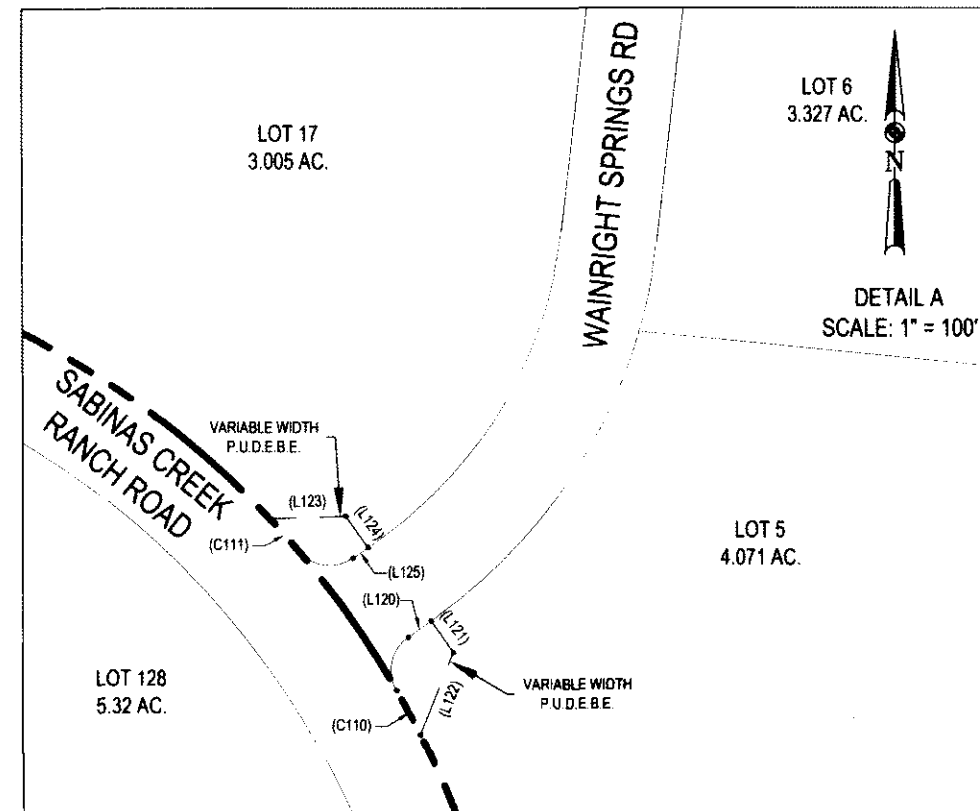 WAINRIGHT SPRINGS RD
LOT 6
3.327 AC.
LOT 17
3.005 AC.
N
DETAIL A
SCALE: 1" = 100'
SABINAS CREEK
RANCH ROAD
VARIABLE WIDTH
P.U.D.E.B.E.
(L123)
(L124)
(C111)
(L125)
(L120)
(L121)
LOT 5
4.071 AC.
LOT 128
5.32 AC.
(L122)
VARIABLE WIDTH
P.U.D.E.B.E.
(C110)